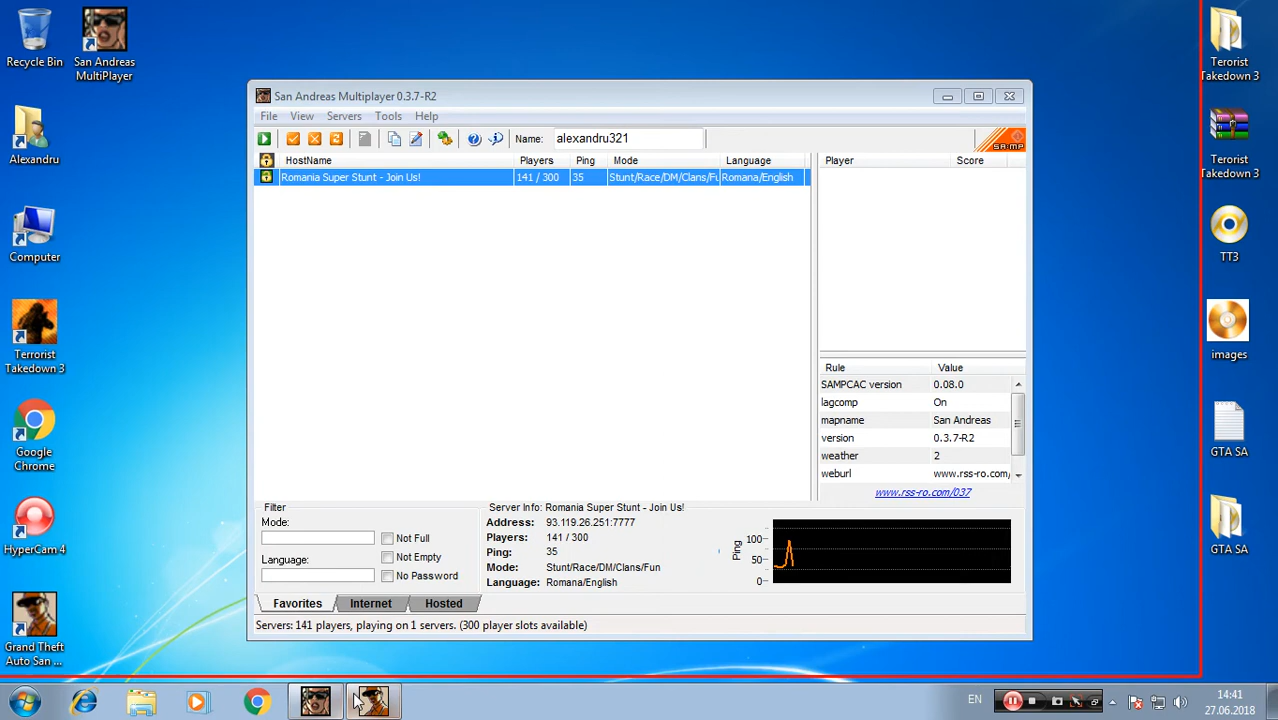 Recycle Bin
San Andreas
MultiPlayer
Alexandru
Computer
Terrorist
Takedown 3
Google
Chrome
HyperCam 4
Grand Theft
Auto San ...
San Andreas Multiplayer 0.3.7-R2
File View Servers Tools Help
Name: alexandru321
SA:MP
HostName Players Ping Mode Language
Romania Super Stunt - Join Us! 141 / 300 35 Stunt/Race/DM/Clans/Fu Romana/English
Player Score
Rule Value
SAMPCAC version 0.08.0
lagcomp On
mapname San Andreas
version 0.3.7-R2
weather 2
weburl www.rss-ro.com/
www.rss-ro.com/037
Filter
Mode:
Not Full
Language:
Not Empty
No Password
Server Info: Romania Super Stunt - Join Us!
Address: 93.119.26.251:7777
Players: 141 / 300
Ping: 35
Mode: Stunt/Race/DM/Clans/Fun
Language: Romana/English
Ping
100
50
0
Favorites Internet Hosted
Servers: 141 players, playing on 1 servers. (300 player slots available)
Terorist
Takedown 3
Terorist
Takedown 3
TT3
images
GTA SA
GTA SA
EN
14:41
27.06.2018